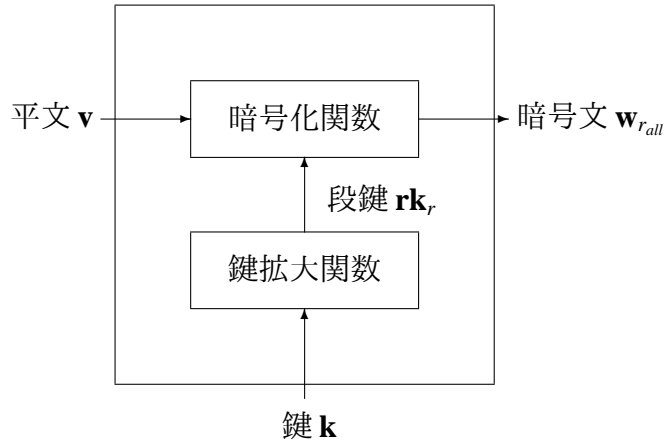 平文 v
暗号化関数
暗号文 w_{r_{all}}
段鍵 rk_r
鍵拡大関数
鍵 k